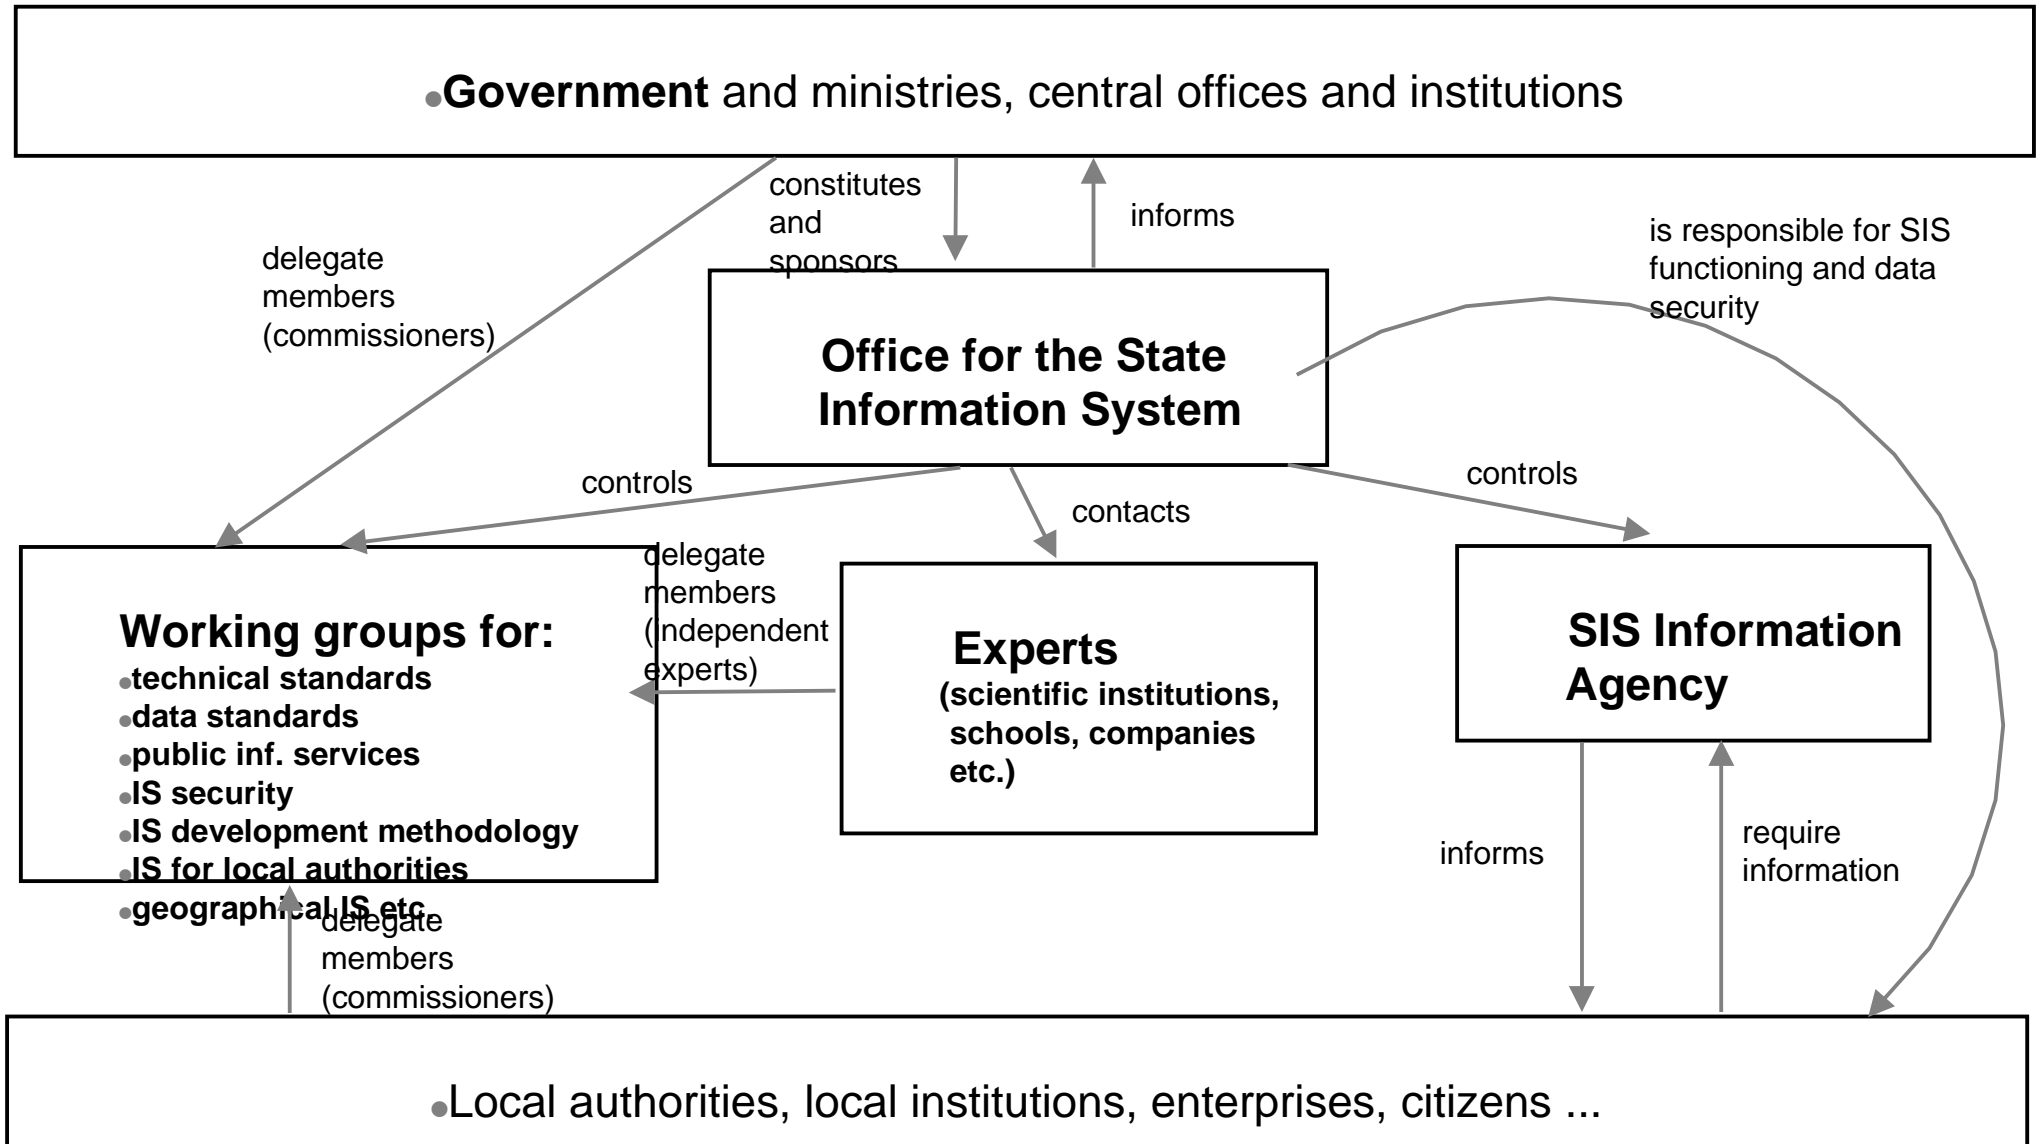 •Government and ministries, central offices and institutions
constitutes
and
sponsors
informs
is responsible for SIS
functioning and data
security
delegate
members
(commissioners)
Office for the State
Information System
controls
contacts
controls
delegate
members
(independent
experts)
Working groups for:
•technical standards
•data standards
•public inf. services
•IS security
•IS development methodology
•IS for local authorities
•geographical IS etc.
Experts
(scientific institutions,
schools, companies
etc.)
SIS Information
Agency
informs
require
information
delegate
members
(commissioners)
•Local authorities, local institutions, enterprises, citizens ...